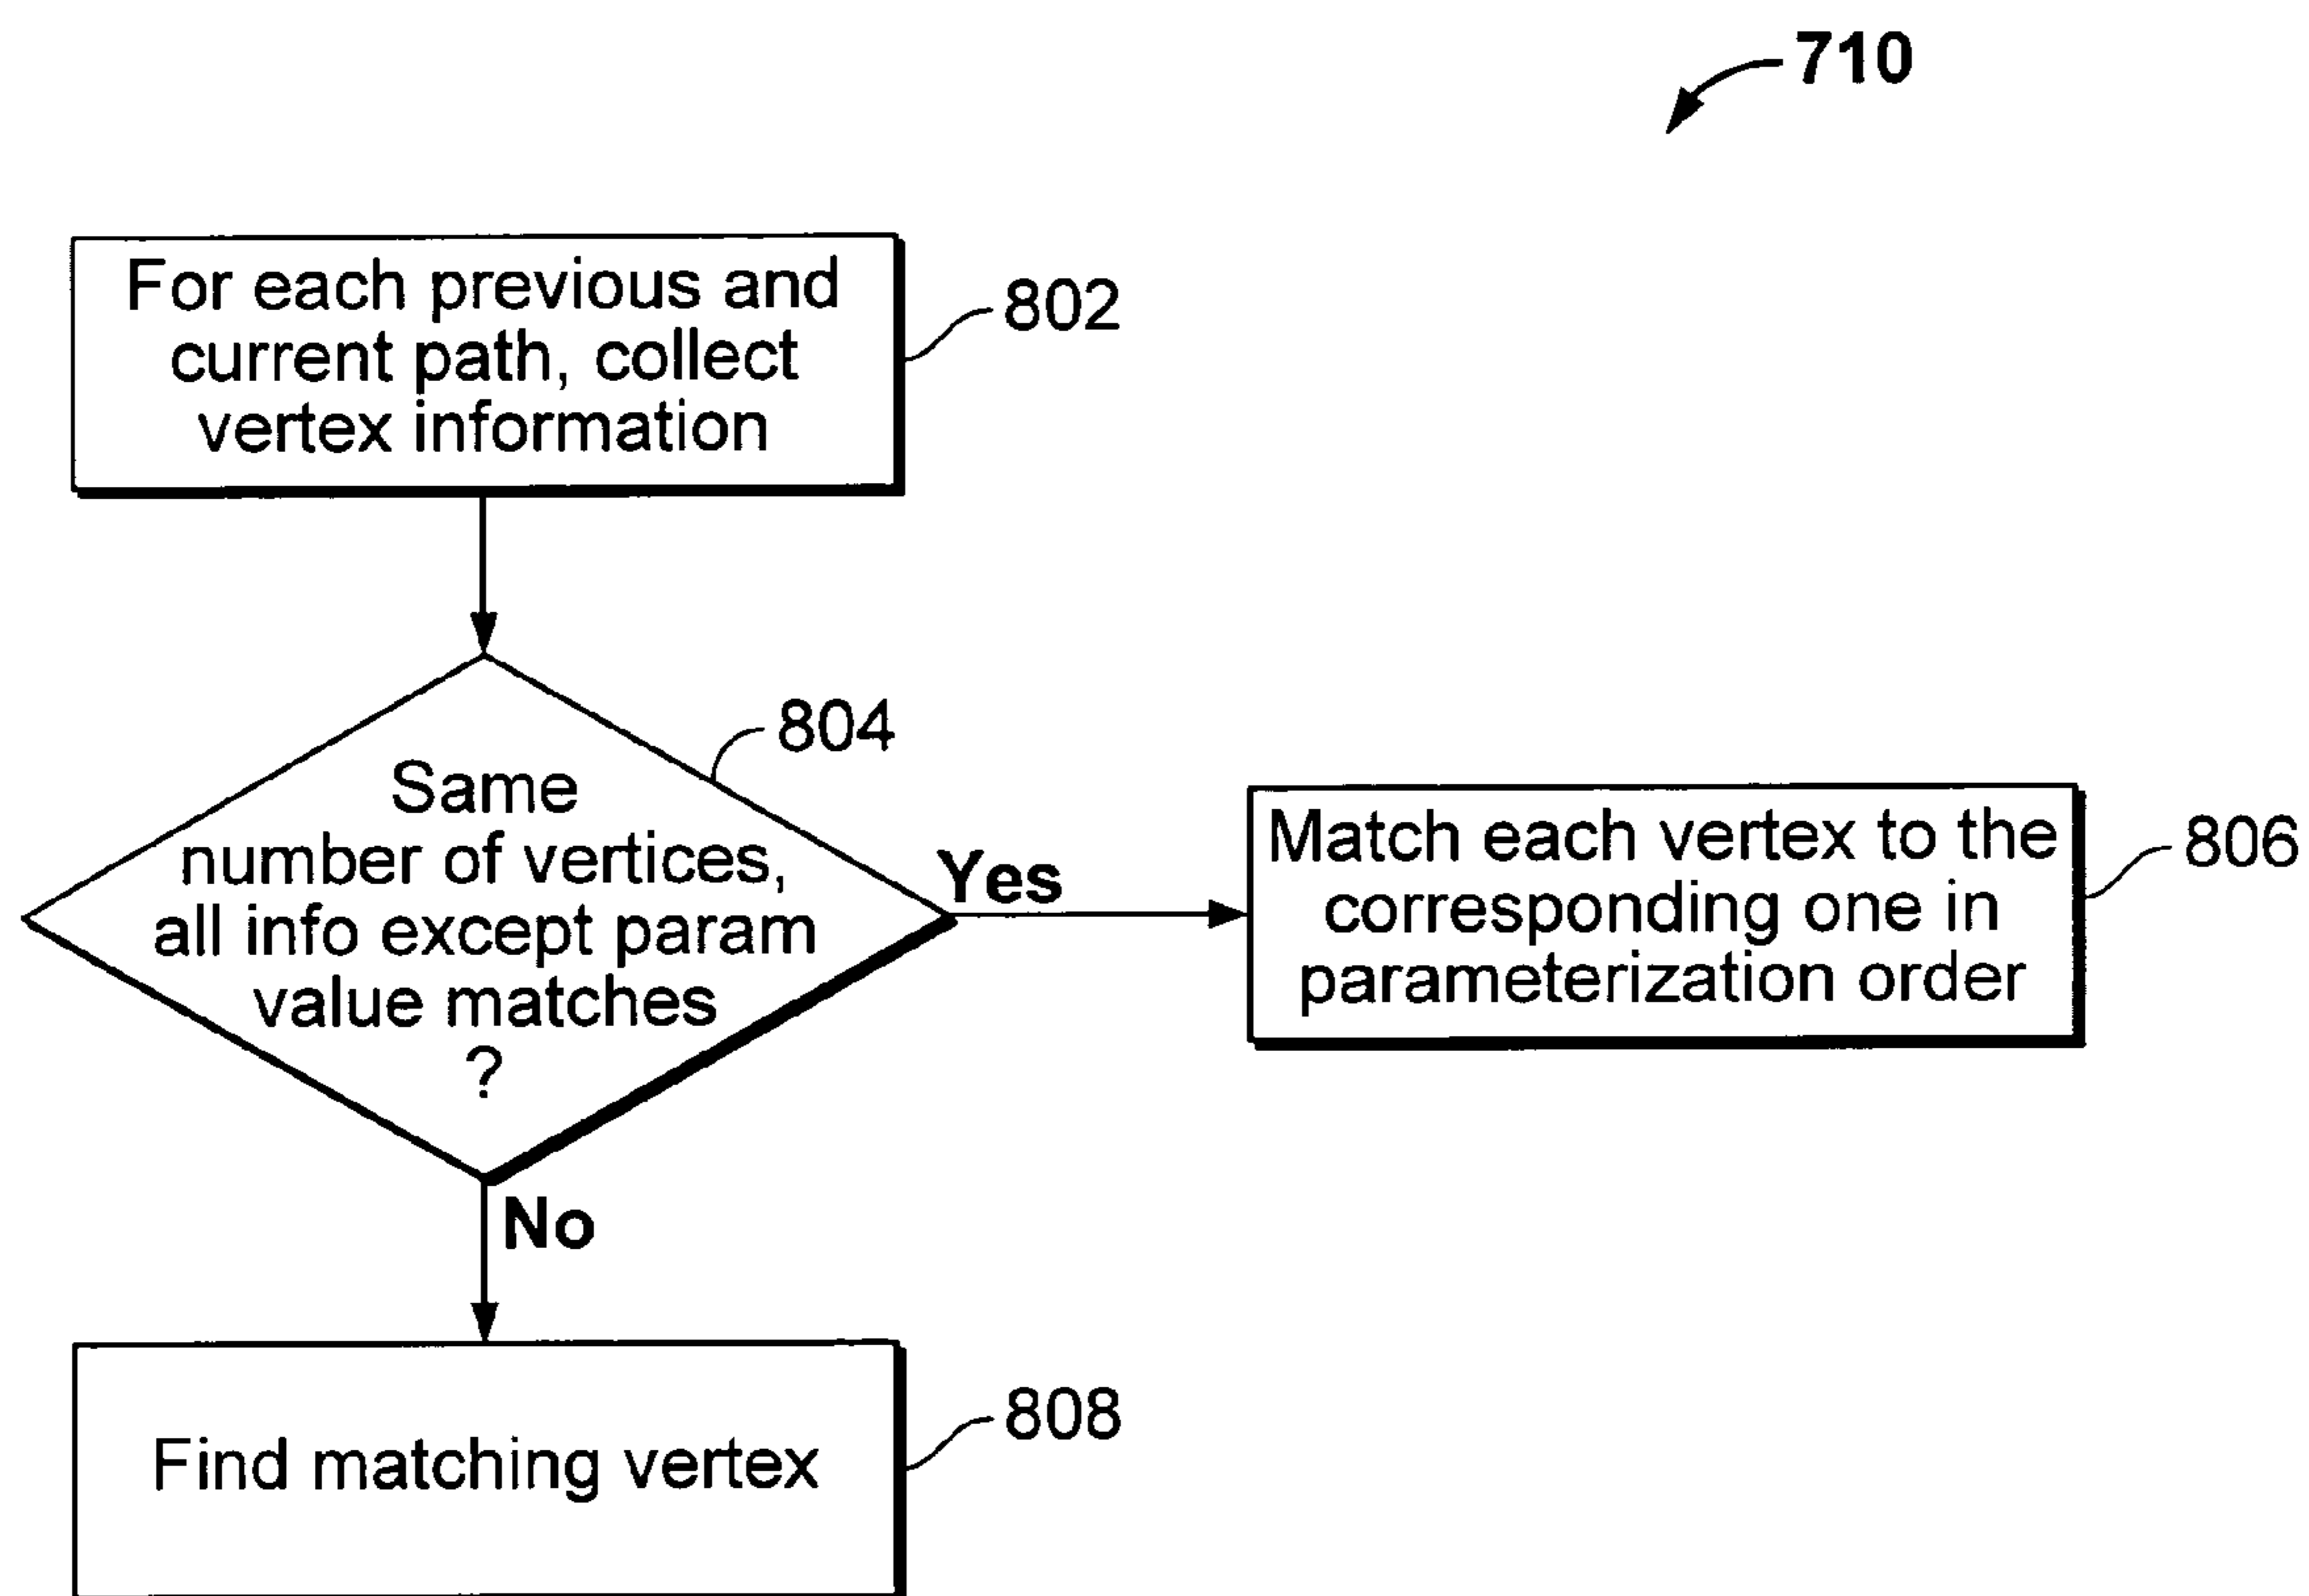 710
For each previous and
current path, collect
vertex information
802
804
Same
number of vertices,
all info except param
value matches
?
Yes
Match each vertex to the
corresponding one in
parameterization order
806
No
Find matching vertex
808